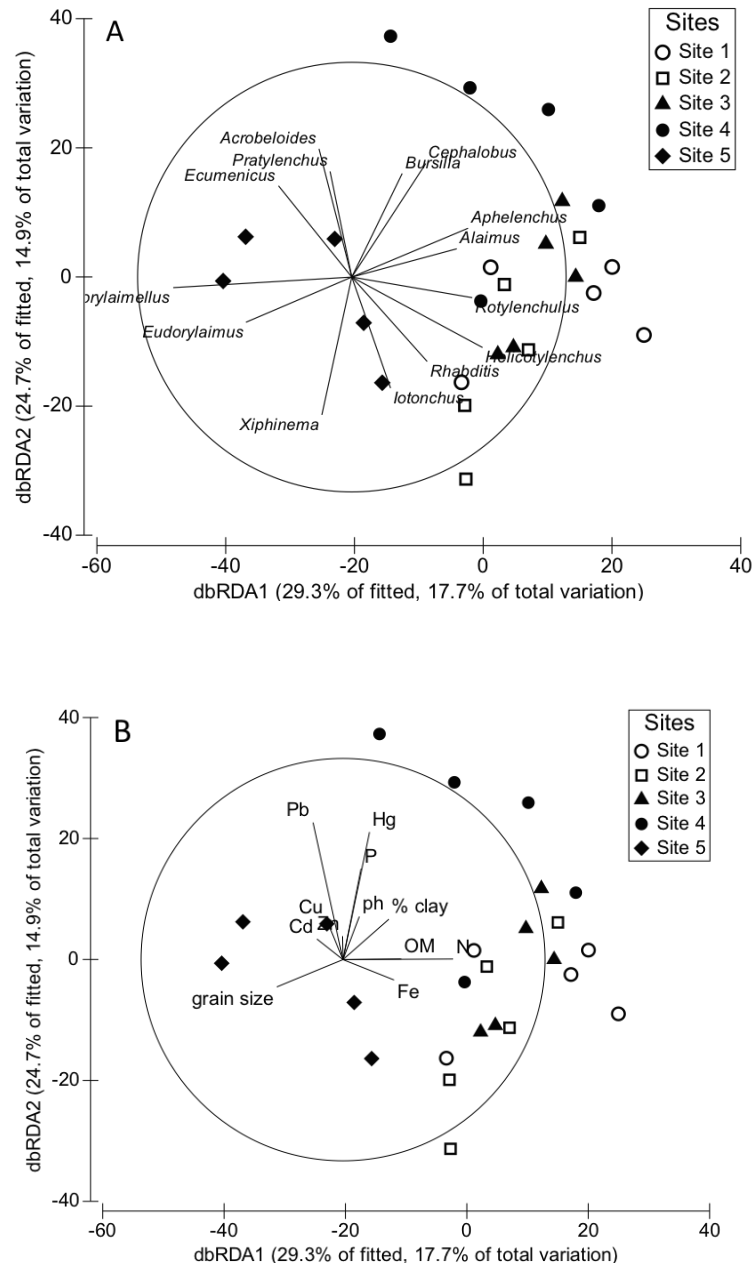 A
Sites
Site 1
Site 2
Site 3
Site 4
Site 5
40
20
0
-20
-40
dbRDA2 (24.7% of fitted, 14.9% of total variation)
Acrobeloides
Pratylenchus
Ecumenicus
Cephalobus
Bursilla
Aphelenchus
Alaimus
orylaimellus
Rotylenchulus
Eudorylaimus
Helicotylenchus
Rhabditis
Iotonchus
Xiphinema
-60
-40
-20
0
20
40
dbRDA1 (29.3% of fitted, 17.7% of total variation)
B
Sites
Site 1
Site 2
Site 3
Site 4
Site 5
40
20
0
-20
-40
dbRDA2 (24.7% of fitted, 14.9% of total variation)
Pb
Hg
P
Cu
ph
% clay
Cd
Zn
OM
N
grain size
Fe
-60
-40
-20
0
20
40
dbRDA1 (29.3% of fitted, 17.7% of total variation)